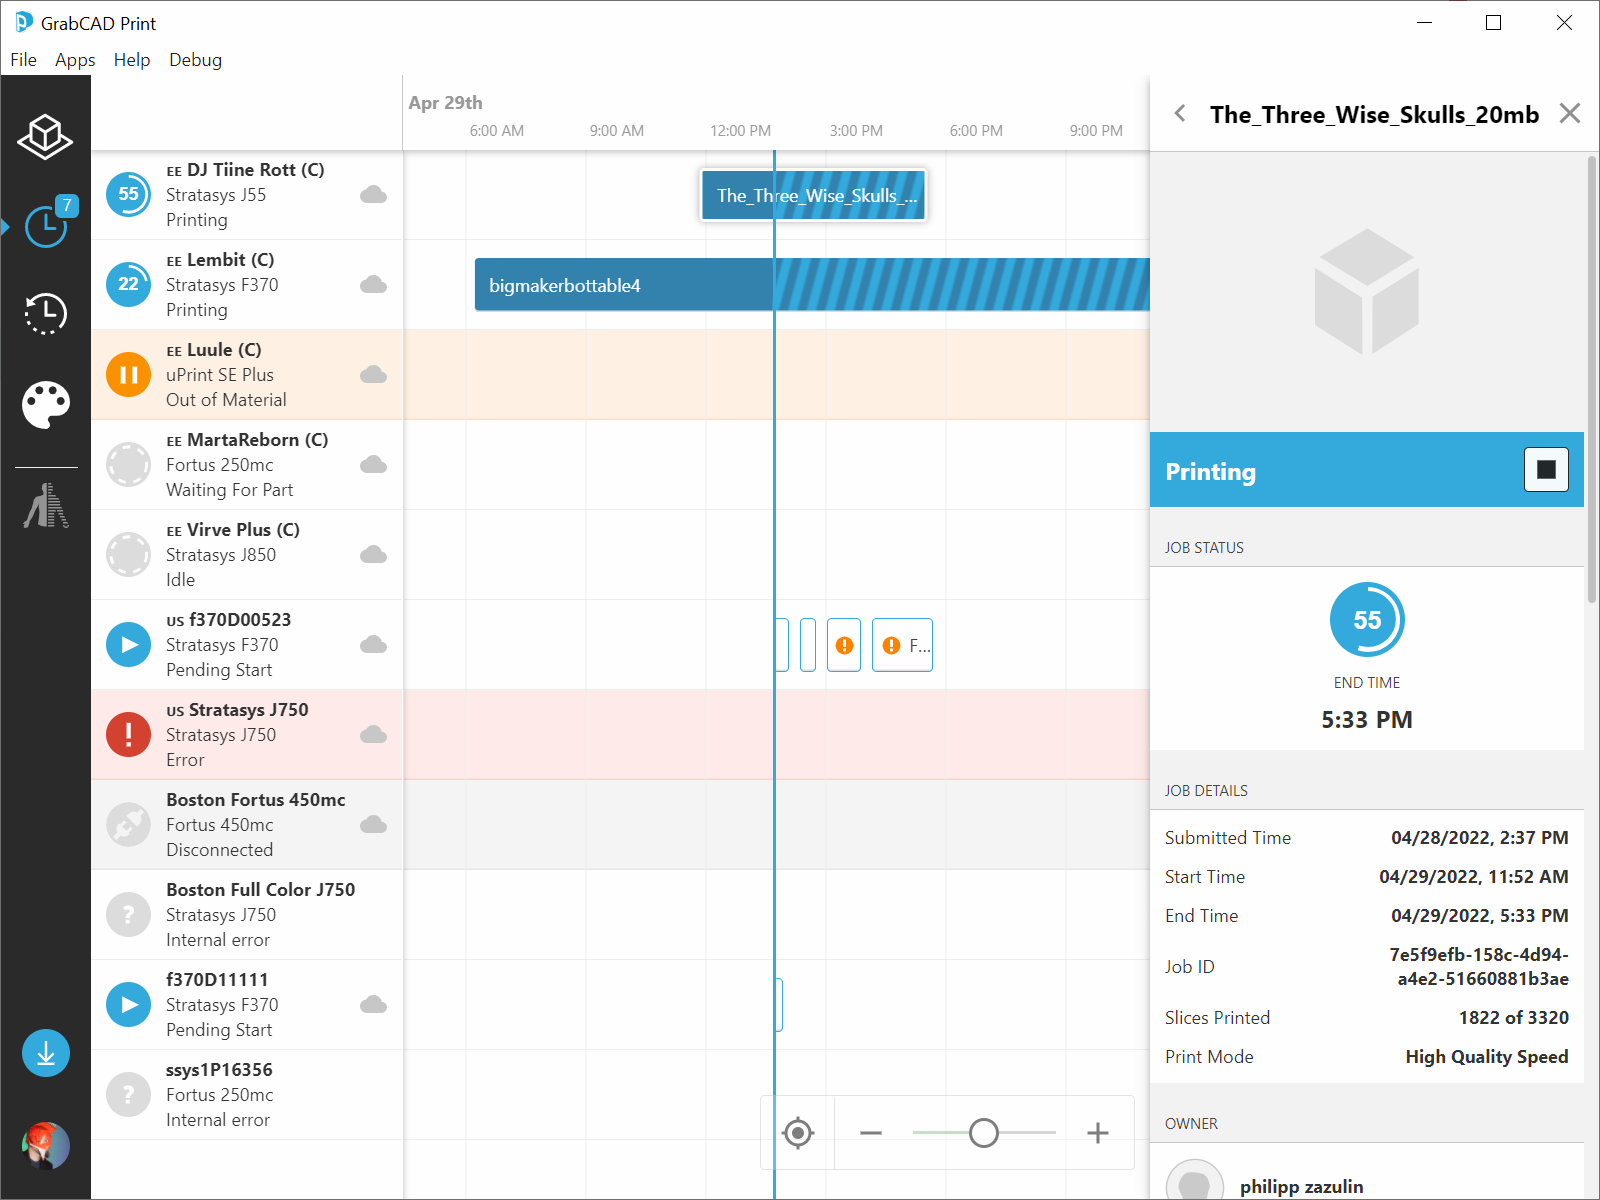 GrabCAD Print
File Apps Help Debug
7
Apr 29th
6:00 AM 9:00 AM 12:00 PM 3:00 PM 6:00 PM 9:00 PM
55
EE DJ Tiine Rott (C)
Stratasys J55
Printing
The_Three_Wise_Skulls_...
22
EE Lembit (C)
Stratasys F370
Printing
bigmakerbottable4
EE Luule (C)
uPrint SE Plus
Out of Material
EE MartaReborn (C)
Fortus 250mc
Waiting For Part
EE Virve Plus (C)
Stratasys J850
Idle
US f370D00523
Stratasys F370
Pending Start
F...
US Stratasys J750
Stratasys J750
Error
Boston Fortus 450mc
Fortus 450mc
Disconnected
Boston Full Color J750
Stratasys J750
Internal error
f370D11111
Stratasys F370
Pending Start
ssys1P16356
Fortus 250mc
Internal error
The_Three_Wise_Skulls_20mb
Printing
JOB STATUS
55
END TIME
5:33 PM
JOB DETAILS
Submitted Time 04/28/2022, 2:37 PM
Start Time 04/29/2022, 11:52 AM
End Time 04/29/2022, 5:33 PM
Job ID 7e5f9efb-158c-4d94-
a4e2-51660881b3ae
Slices Printed 1822 of 3320
Print Mode High Quality Speed
OWNER
philipp zazulin